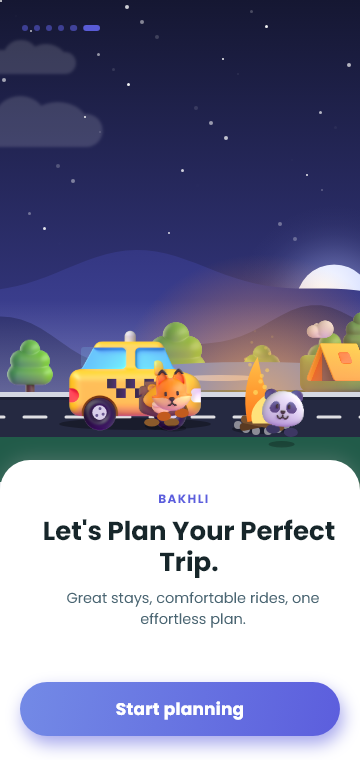 BAKHLI
Let's Plan Your Perfect
Trip.
Great stays, comfortable rides, one
effortless plan.
Start planning